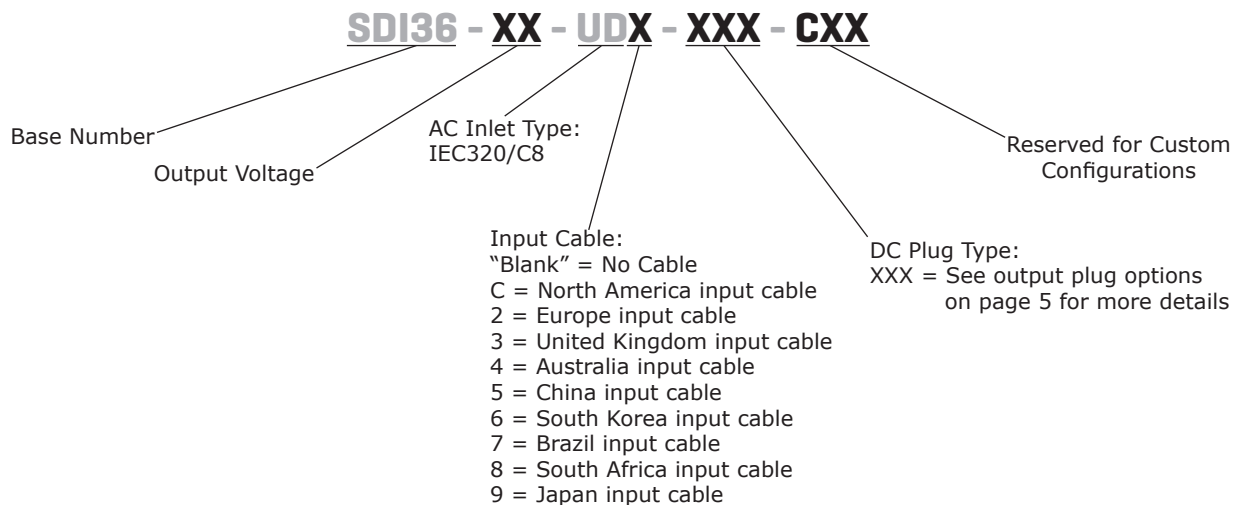 SDI36 - XX - UDX - XXX - CXX
Base Number
Output Voltage
AC Inlet Type:
IEC320/C8
Input Cable:
“Blank” = No Cable
C = North America input cable
2 = Europe input cable
3 = United Kingdom input cable
4 = Australia input cable
5 = China input cable
6 = South Korea input cable
7 = Brazil input cable
8 = South Africa input cable
9 = Japan input cable
DC Plug Type:
XXX = See output plug options
on page 5 for more details
Reserved for Custom
Configurations